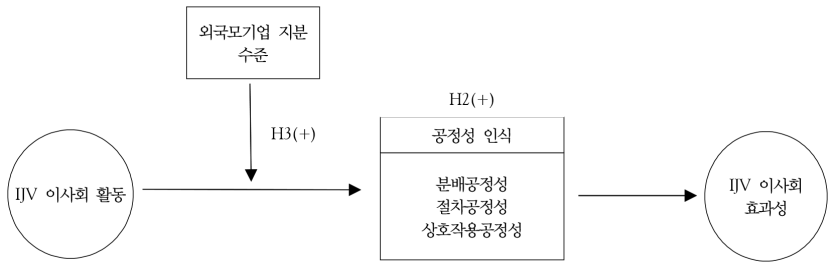 외국모기업 지분
수준
H3(+)
H2(+)
공정성 인식
IJV 이사회 활동
분배공정성
절차공정성
상호작용공정성
IJV 이사회
효과성